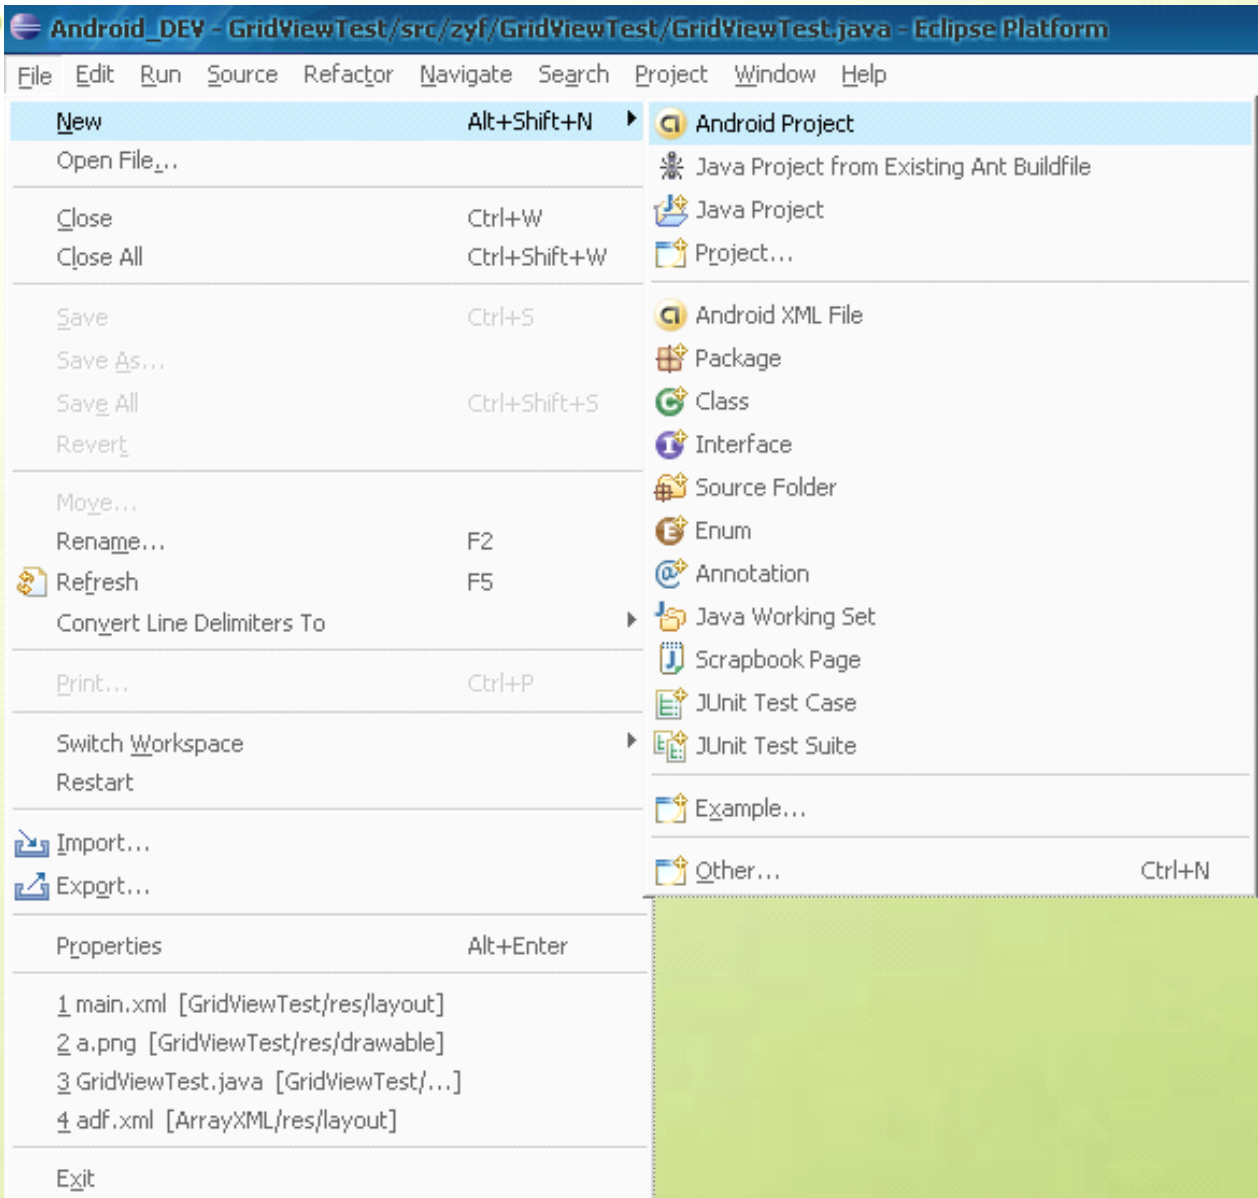 Android_DEV - GridViewTest/src/zyf/GridViewTest/GridViewTest.java - Eclipse Platform
File Edit Run Source Refactor Navigate Search Project Window Help
New Alt+Shift+N
Open File...
Close Ctrl+W
Close All Ctrl+Shift+W
Save Ctrl+S
Save As...
Save All Ctrl+Shift+S
Revert
Move...
Rename... F2
Refresh F5
Convert Line Delimiters To
Print... Ctrl+P
Switch Workspace
Restart
Import...
Export...
Properties Alt+Enter
1 main.xml [GridViewTest/res/layout]
2 a.png [GridViewTest/res/drawable]
3 GridViewTest.java [GridViewTest/...]
4 adf.xml [ArrayXML/res/layout]
Exit
Android Project
Java Project from Existing Ant Buildfile
Java Project
Project...
Android XML File
Package
Class
Interface
Source Folder
Enum
Annotation
Java Working Set
Scrapbook Page
JUnit Test Case
JUnit Test Suite
Example...
Other... Ctrl+N